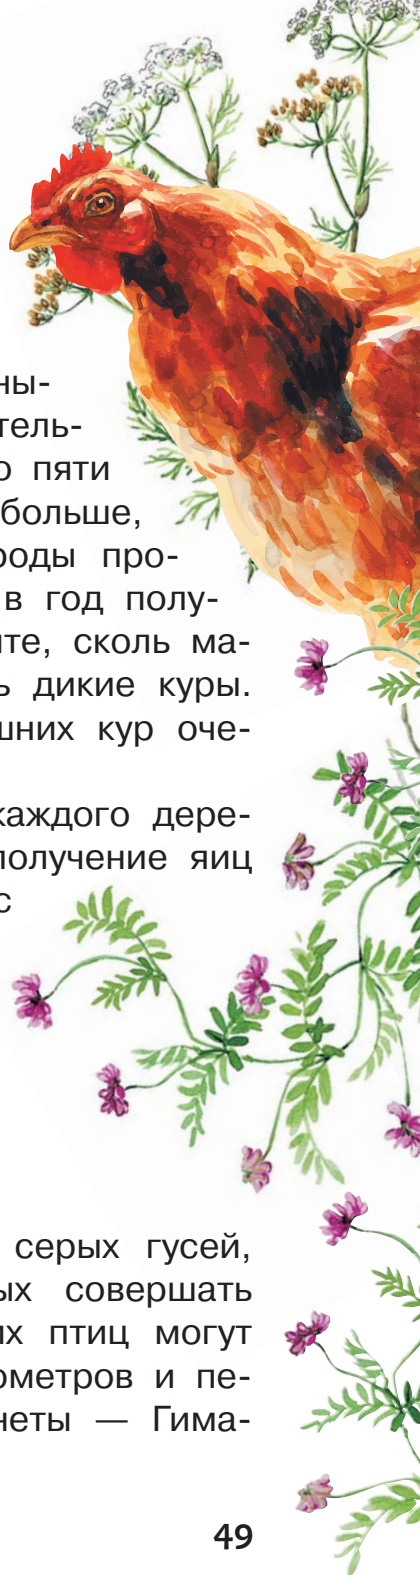 ны-
тель-
о пяти
больше,
роды про-
в год полу-
ите, сколь ма-
ь дикие куры.
шних кур оче-
каждого дере-
получение яиц
с
серых гусей,
ых совершать
их птиц могут
ометров и пе-
неты — Гима-
49